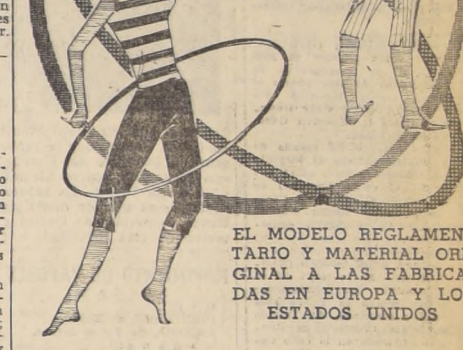 EL MODELO REGLAMEN
TARIO Y MATERIAL ORI
GINAL A LAS FABRICA
DAS EN EUROPA Y LO
ESTADOS UNIDOS